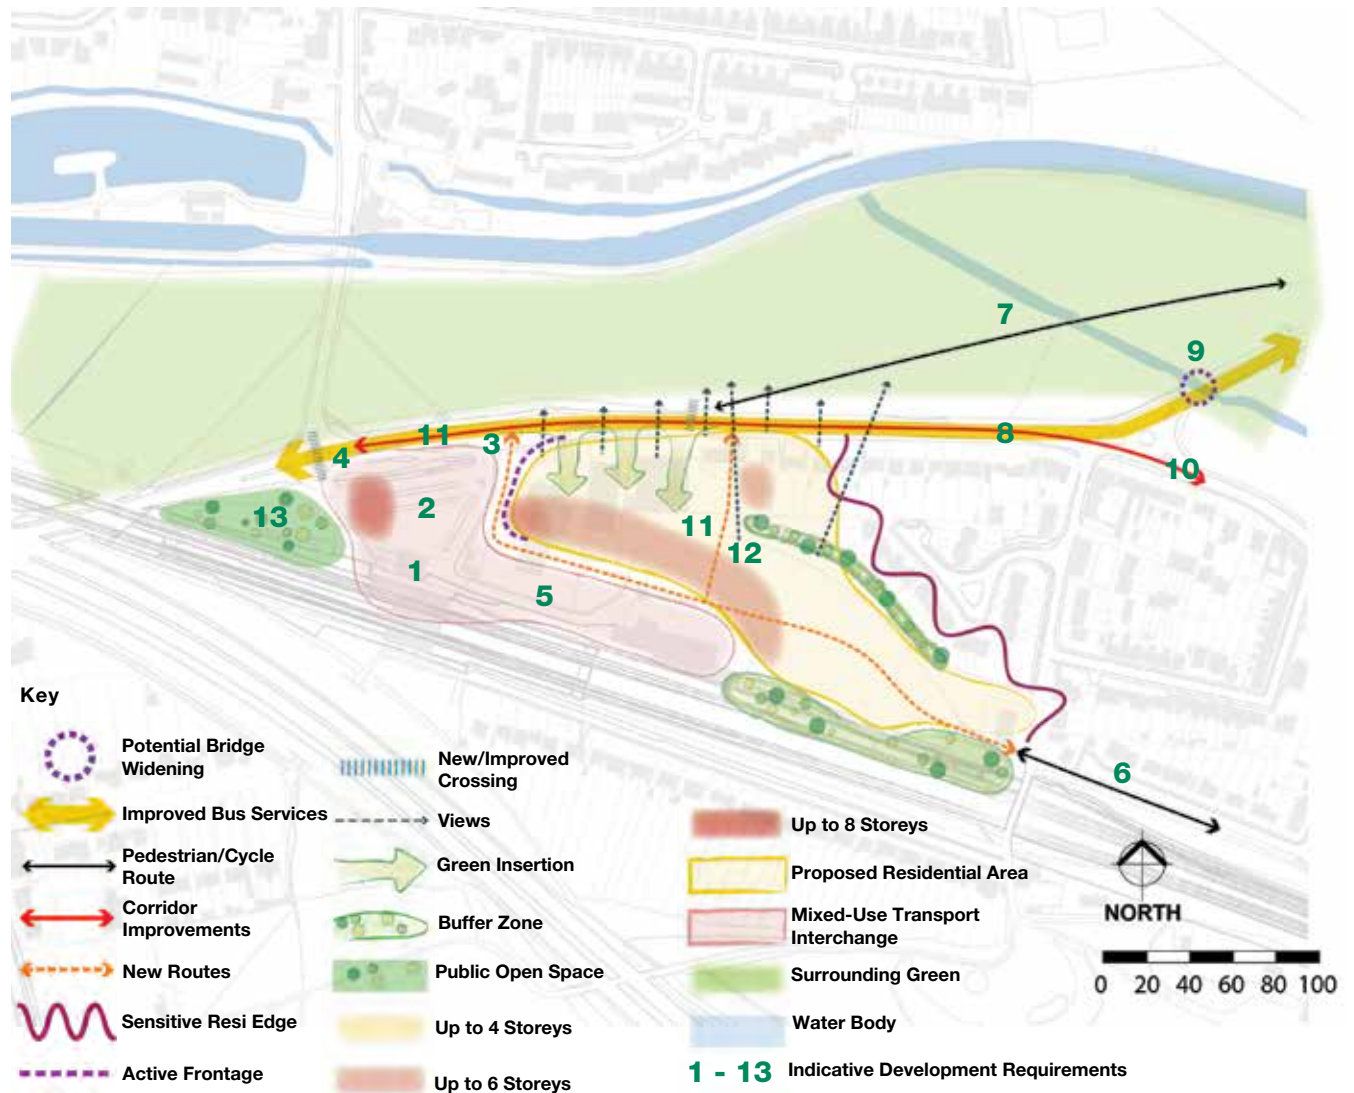 7
9
11
3
4
8
10
13
2
11
12
1
5
6
Key
Potential Bridge
Widening
Improved Bus Services
Pedestrian/Cycle
Route
Corridor
Improvements
New Routes
Sensitive Resi Edge
Active Frontage
New/Improved
Crossing
Views
Green Insertion
Buffer Zone
Public Open Space
Up to 4 Storeys
Up to 6 Storeys
Up to 8 Storeys
Proposed Residential Area
Mixed-Use Transport
Interchange
Surrounding Green
Water Body
1 - 13 Indicative Development Requirements
NORTH
0 20 40 60 80 100